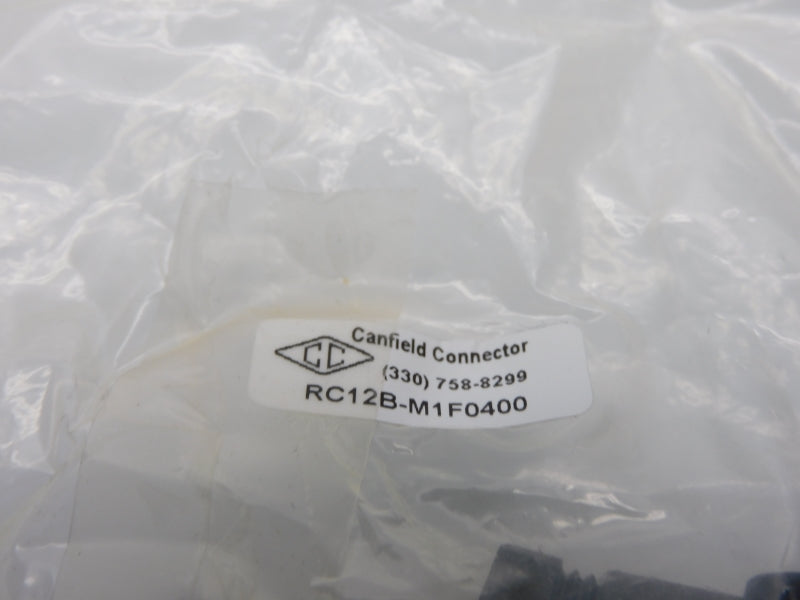 CC
Canfield Connector
(330) 758-8299
RC12B-M1F0400